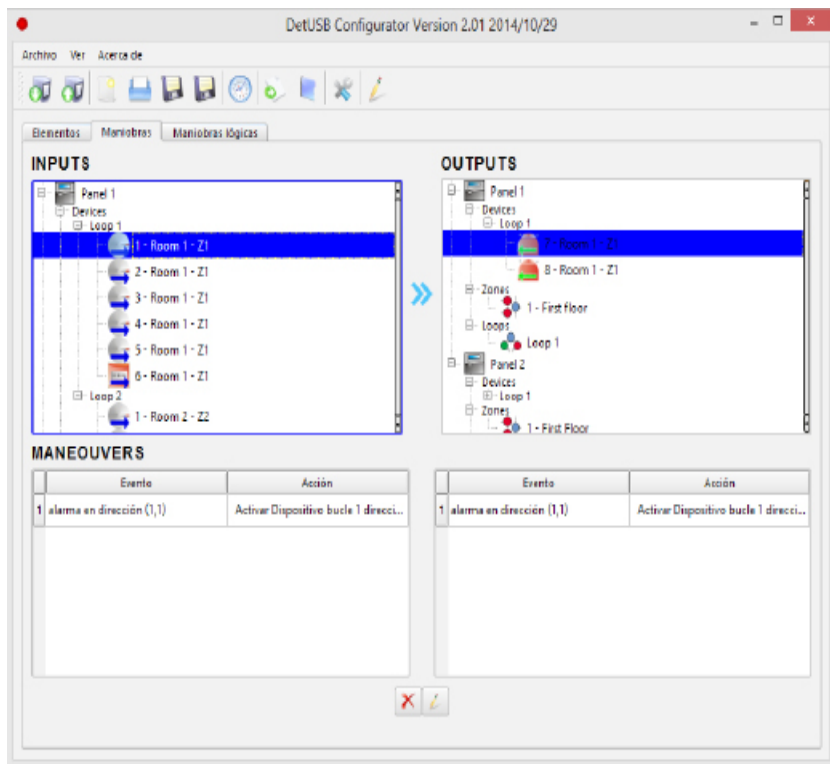 DetUSB Configurator Version 2.01 2014/10/29
Archivo Ver Acerca de
Elementos Maniobras Maniobras lógicas
INPUTS
Panel 1
Devices
Loop 1
1 - Room 1 - Z1
2 - Room 1 - Z1
3 - Room 1 - Z1
4 - Room 1 - Z1
5 - Room 1 - Z1
6 - Room 1 - Z1
Loop 2
1 - Room 2 - Z2
OUTPUTS
Panel 1
Devices
Loop 1
7 - Room 1 - Z1
8 - Room 1 - Z1
Zones
1 - First floor
Loops
Loop 1
Panel 2
Devices
Loop 1
Zones
1 - First Floor
MANEOUVERS
Evento Acción
1 alarma en dirección (1,1) Activar Dispositivo bucle 1 direcci...
Evento Acción
1 alarma en dirección (1,1) Activar Dispositivo bucle 1 direcci...